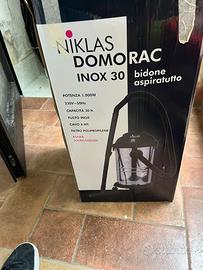 NIKLAS
DOMORAC
INOX 30
bidone
aspiratutto
POTENZA 1.000W
220V~50Hz
CAPACITÀ 30 lt
FUSTO INOX
CAVO 5 Mt
FILTRO POLIPROPILENE